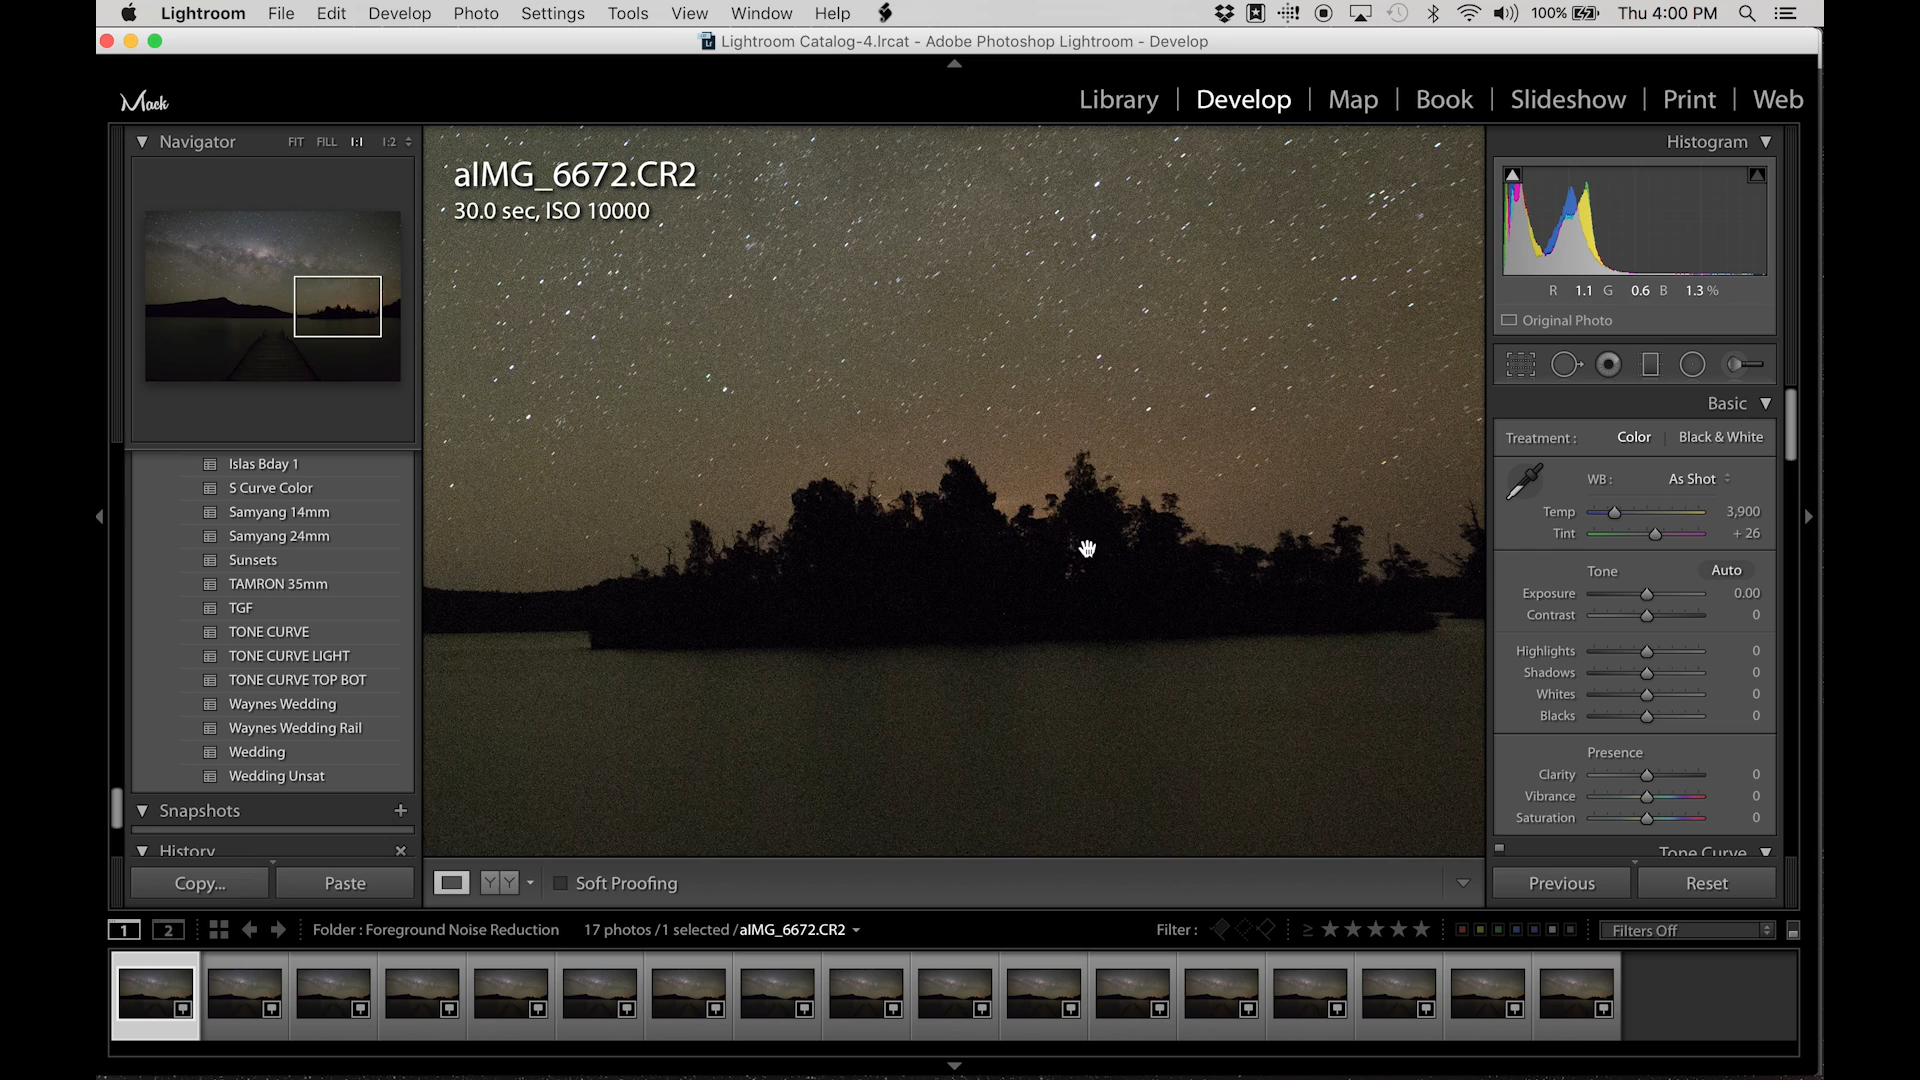 Lightroom File Edit Develop Photo Settings Tools View Window Help 100% Thu 4:00 PM
Lightroom Catalog-4.lrcat - Adobe Photoshop Lightroom - Develop
Mack
Library | Develop | Map | Book | Slideshow | Print | Web
Navigator FIT FILL 1:1 1:2
Histogram
aIMG_6672.CR2
30.0 sec, ISO 10000
R 1.1 G 0.6 B 1.3 %
Original Photo
Basic
Treatment : Color | Black & White
WB : As Shot
Temp 3,900
Tint + 26
Tone Auto
Exposure 0.00
Contrast 0
Highlights 0
Shadows 0
Whites 0
Blacks 0
Presence
Clarity 0
Vibrance 0
Saturation 0
Tone Curve
Islas Bday 1
S Curve Color
Samyang 14mm
Samyang 24mm
Sunsets
TAMRON 35mm
TGF
TONE CURVE
TONE CURVE LIGHT
TONE CURVE TOP BOT
Waynes Wedding
Waynes Wedding Rail
Wedding
Wedding Unsat
Snapshots +
History ×
Copy... Paste
Y Y Soft Proofing
Previous Reset
1 2 Folder : Foreground Noise Reduction 17 photos /1 selected /aIMG_6672.CR2 Filter : ≥ ★★★★★ Filters Off